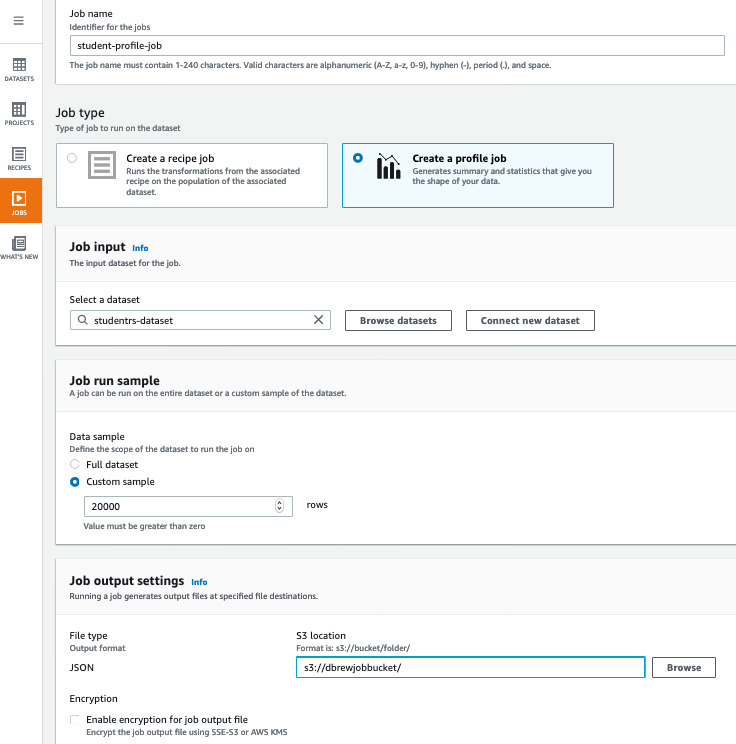 Job name
Identifier for the jobs
student-profile-job
The job name must contain 1-240 characters. Valid characters are alphanumeric (A-Z, a-z, 0-9), hyphen (-), period (.), and space.
DATASETS
PROJECTS
RECIPES
JOBS
WHAT'S NEW
Job type
Type of job to run on the dataset
Create a recipe job
Runs the transformations from the associated
recipe on the population of the associated
dataset.
Create a profile job
Generates summary and statistics that give you
the shape of your data.
Job input Info
The input dataset for the job.
Select a dataset
studentrs-dataset
Browse datasets
Connect new dataset
Job run sample
A job can be run on the entire dataset or a custom sample of the dataset.
Data sample
Define the scope of the dataset to run the job on
Full dataset
Custom sample
20000 rows
Value must be greater than zero
Job output settings Info
Running a job generates output files at specified file destinations.
File type
Output format
JSON
S3 location
Format is: s3://bucket/folder/
s3://dbrewjobbucket/
Browse
Encryption
Enable encryption for job output file
Encrypt the job output file using SSE-S3 or AWS KMS